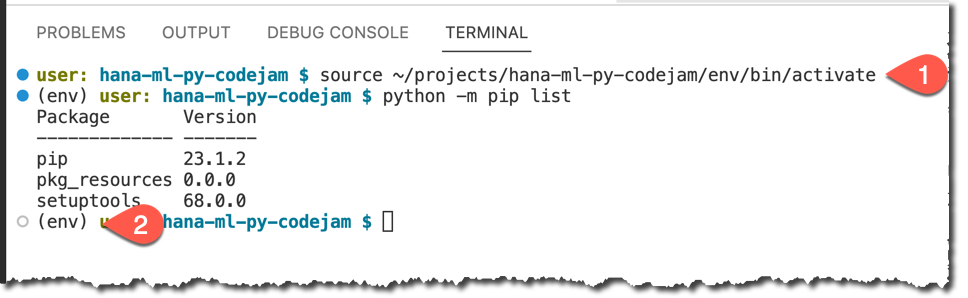 PROBLEMS OUTPUT DEBUG CONSOLE TERMINAL
user: hana-ml-py-codejam $ source ~/projects/hana-ml-py-codejam/env/bin/activate 1
(env) user: hana-ml-py-codejam $ python -m pip list
Package Version
------------- -------
pip 23.1.2
pkg_resources 0.0.0
setuptools 68.0.0
(env) 2 hana-ml-py-codejam $